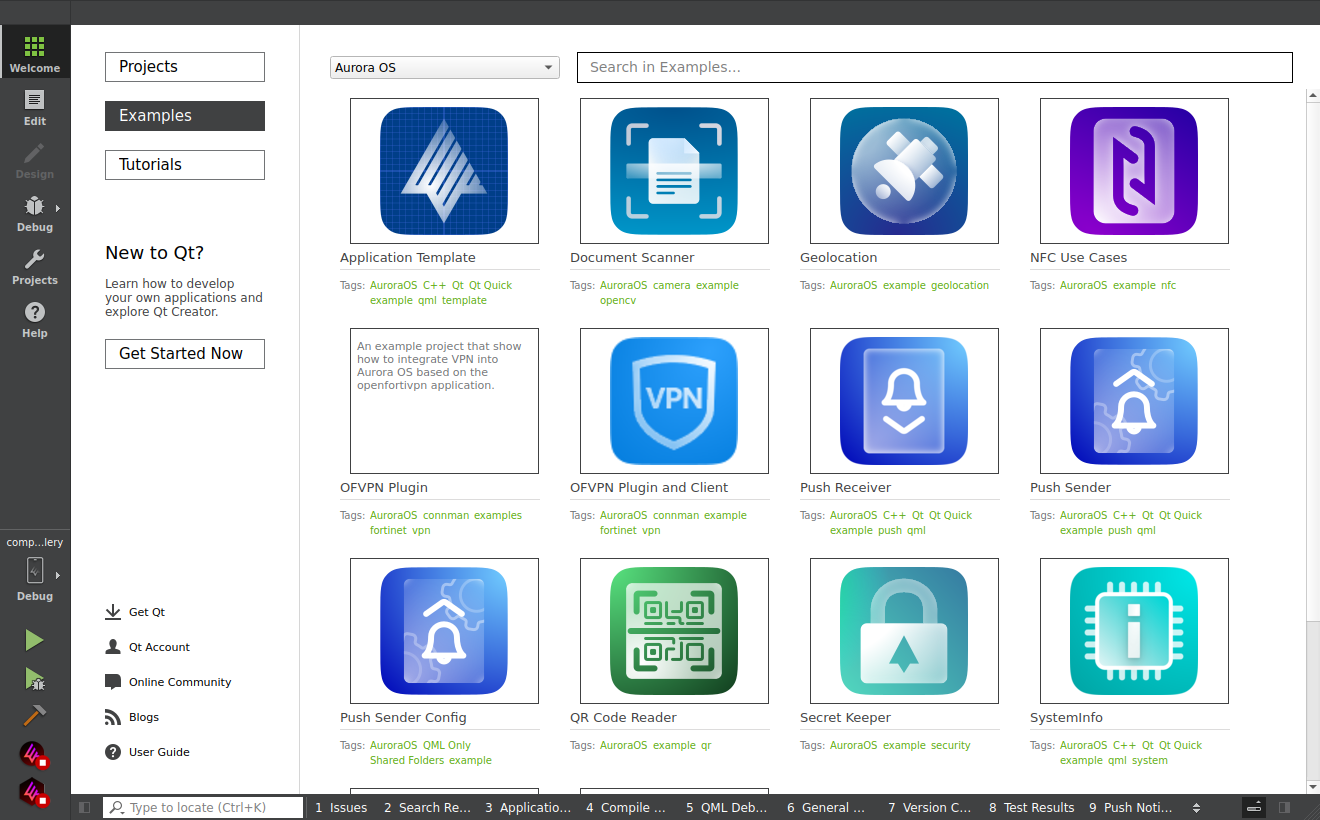 Welcome
Edit
Design
Debug
Projects
Help
comp...lery
Debug
Projects
Examples
Tutorials
New to Qt?
Learn how to develop
your own applications and
explore Qt Creator.
Get Started Now
Get Qt
Qt Account
Online Community
Blogs
User Guide
Aurora OS
Search in Examples...
Application Template
Tags: AuroraOS C++ Qt Qt Quick
example qml template
Document Scanner
Tags: AuroraOS camera example
opencv
Geolocation
Tags: AuroraOS example geolocation
NFC Use Cases
Tags: AuroraOS example nfc
An example project that show
how to integrate VPN into
Aurora OS based on the
openfortivpn application.
OFVPN Plugin
Tags: AuroraOS connman examples
fortinet vpn
VPN
OFVPN Plugin and Client
Tags: AuroraOS connman example
fortinet vpn
Push Receiver
Tags: AuroraOS C++ Qt Qt Quick
example push qml
Push Sender
Tags: AuroraOS C++ Qt Qt Quick
example push qml
Push Sender Config
Tags: AuroraOS QML Only
Shared Folders example
QR Code Reader
Tags: AuroraOS example qr
Secret Keeper
Tags: AuroraOS example security
SystemInfo
Tags: AuroraOS C++ Qt Qt Quick
example qml system
Type to locate (Ctrl+K)
1 Issues
2 Search Re...
3 Applicatio...
4 Compile ...
5 QML Deb...
6 General ...
7 Version C...
8 Test Results
9 Push Noti...